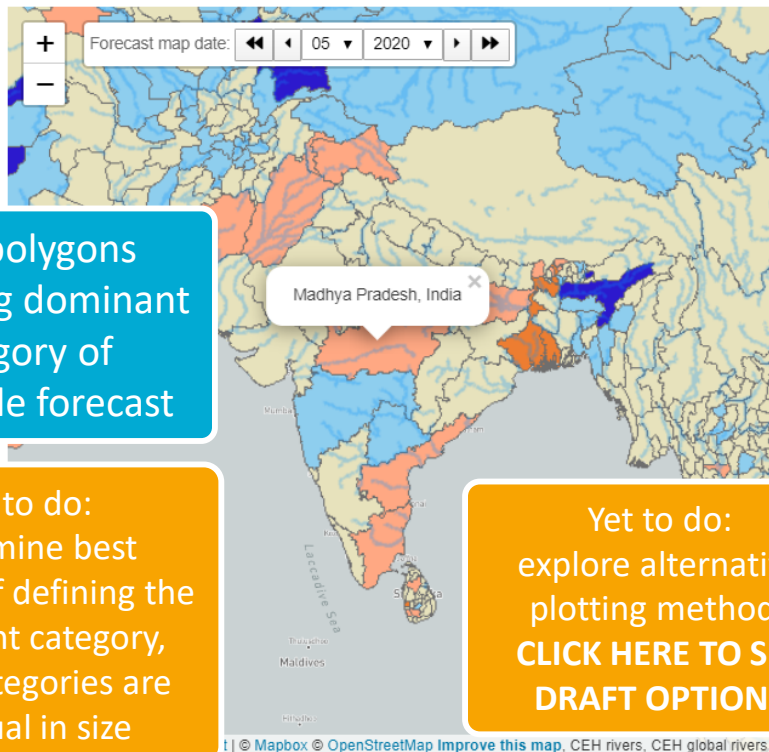 +
−
Forecast map date: 05 2020
Madhya Pradesh, India ×
polygons
g dominant
gory of
le forecast
Mumba
Laccadive Sea
Maldives
to do:
mine best
f defining the
nt category,
tegories are
ual in size
Yet to do:
explore alternati
plotting method
CLICK HERE TO S
DRAFT OPTION
t | © Mapbox © OpenStreetMap Improve this map, CEH rivers, CEH global rivers